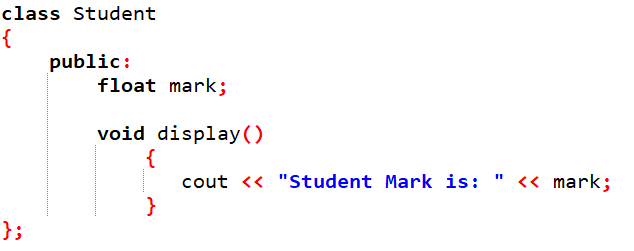 class Student
{
public:
float mark;
void display()
{
cout << "Student Mark is: " << mark;
}
};